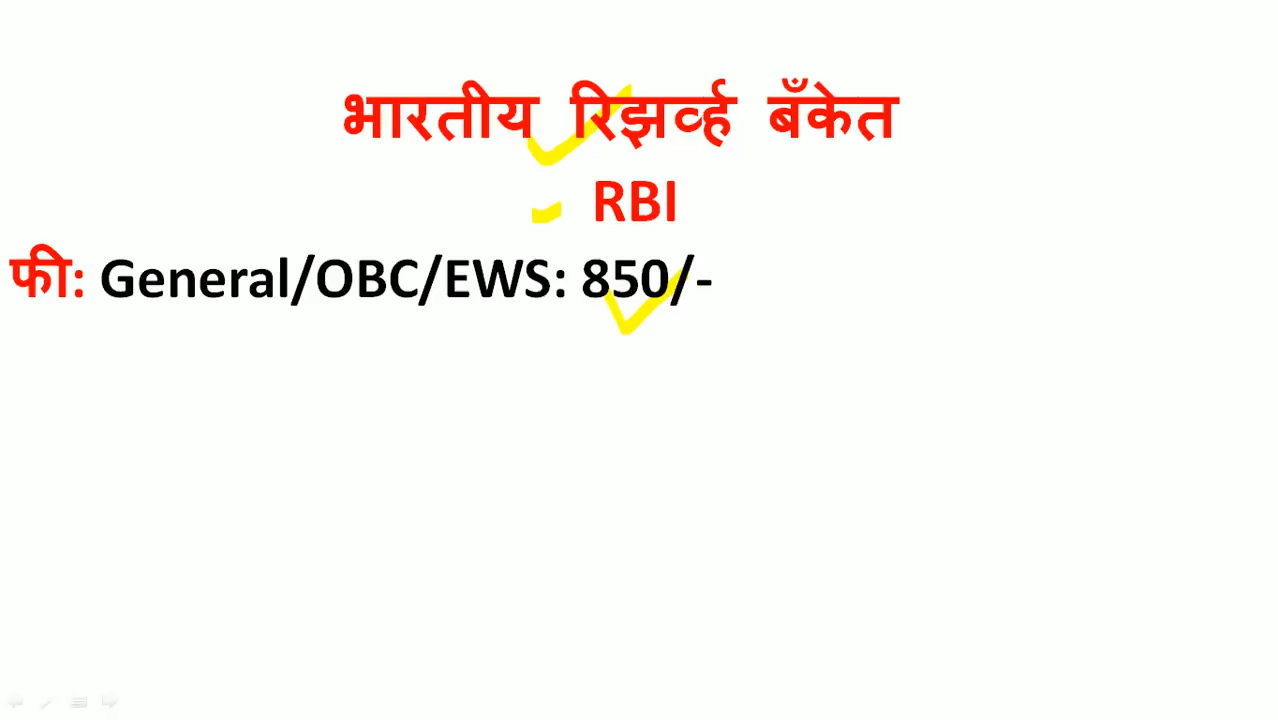 भारतीय रिझर्व्ह बँकेत
RBI
फी: General/OBC/EWS: 850/-